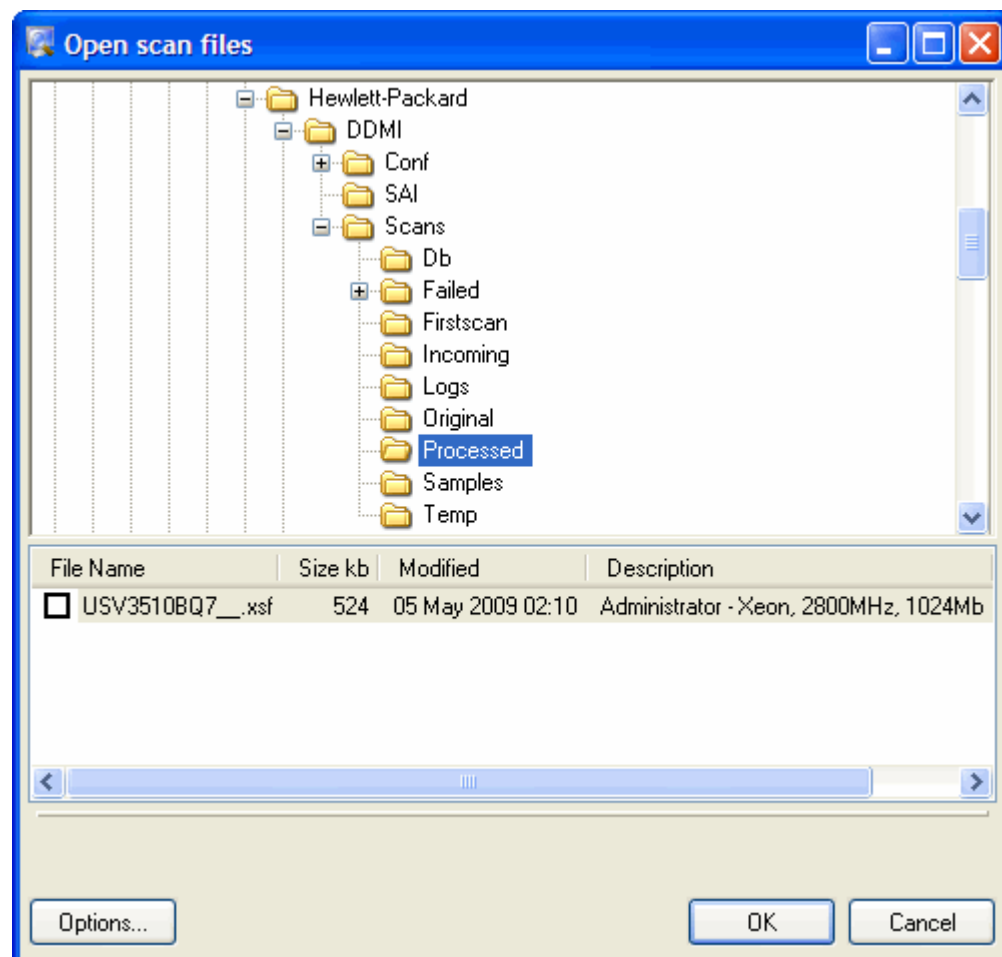 Open scan files
Hewlett-Packard
DDMI
Conf
SAI
Scans
Db
Failed
Firstscan
Incoming
Logs
Original
Processed
Samples
Temp
File Name Size kb Modified Description
USV3510BQ7__.xsf 524 05 May 2009 02:10 Administrator - Xeon, 2800MHz, 1024Mb
Options... OK Cancel